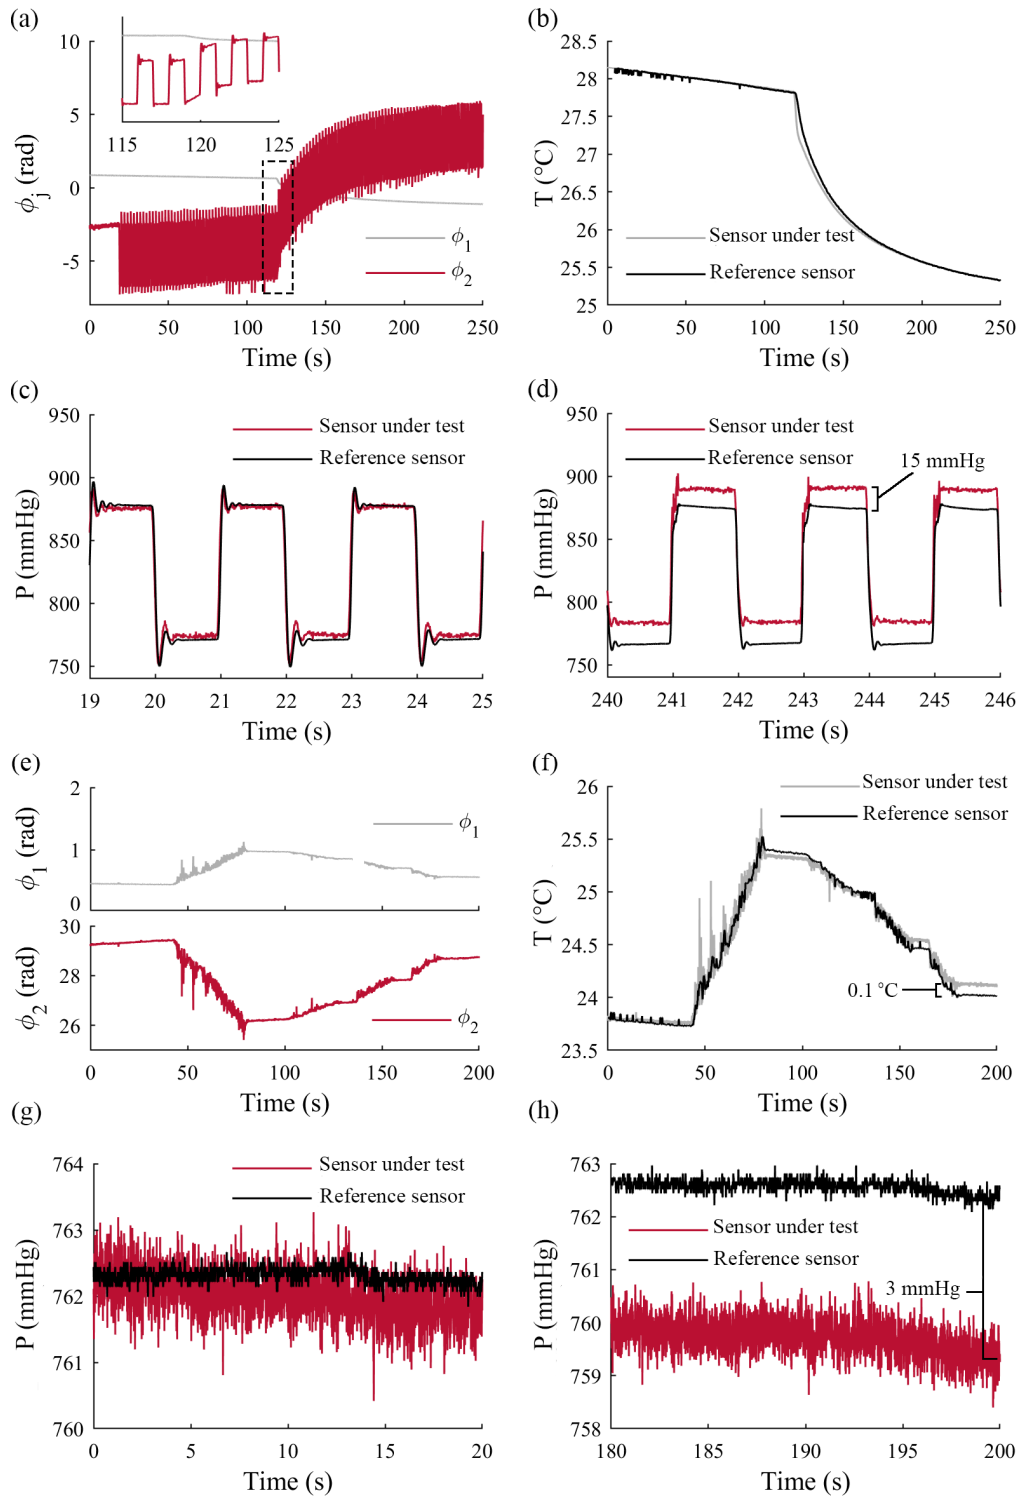 (a)
10
5
0
-5
ϕj (rad)
115
120
125
ϕ1
ϕ2
0
50
100
150
200
250
Time (s)
(b)
28.5
28
27.5
27
26.5
26
25.5
25
T (°C)
Sensor under test
Reference sensor
0
50
100
150
200
250
Time (s)
(c)
950
900
850
800
750
P (mmHg)
Sensor under test
Reference sensor
19
20
21
22
23
24
25
Time (s)
(d)
950
900
850
800
750
P (mmHg)
Sensor under test
Reference sensor
15 mmHg
240
241
242
243
244
245
246
Time (s)
(e)
2
1
0
ϕ1 (rad)
ϕ1
30
28
26
ϕ2 (rad)
ϕ2
0
50
100
150
200
Time (s)
(f)
26
25.5
25
24.5
24
23.5
T (°C)
Sensor under test
Reference sensor
0.1 °C
0
50
100
150
200
Time (s)
(g)
764
763
762
761
760
P (mmHg)
Sensor under test
Reference sensor
0
5
10
15
20
Time (s)
(h)
763
762
761
760
759
758
P (mmHg)
Sensor under test
Reference sensor
3 mmHg
180
185
190
195
200
Time (s)